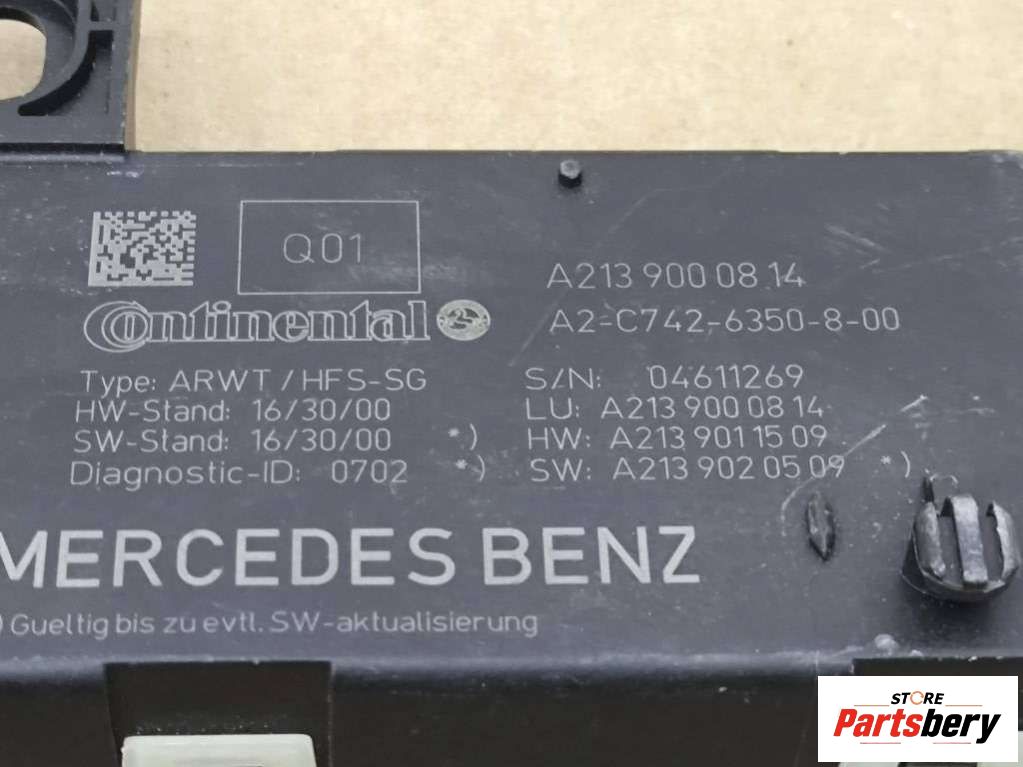 Q01
A213 900 08 14
Continental
A2-C742-6350-8-00
Type: ARWT / HFS-SG
S/N: 04611269
HW-Stand: 16/30/00
LU: A213 900 08 14
SW-Stand: 16/30/00 *)
HW: A213 901 15 09
Diagnostic-ID: 0702 *)
SW: A213 902 05 09 *)
MERCEDES BENZ
) Gueltig bis zu evtl. SW-aktualisierung
STORE
Partsbery